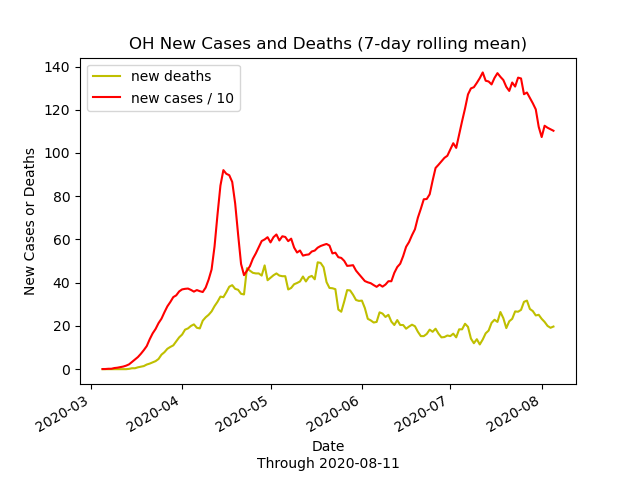 OH New Cases and Deaths (7-day rolling mean)
new deaths
new cases / 10
New Cases or Deaths
140
120
100
80
60
40
20
0
2020-03
2020-04
2020-05
2020-06
2020-07
2020-08
Date
Through 2020-08-11